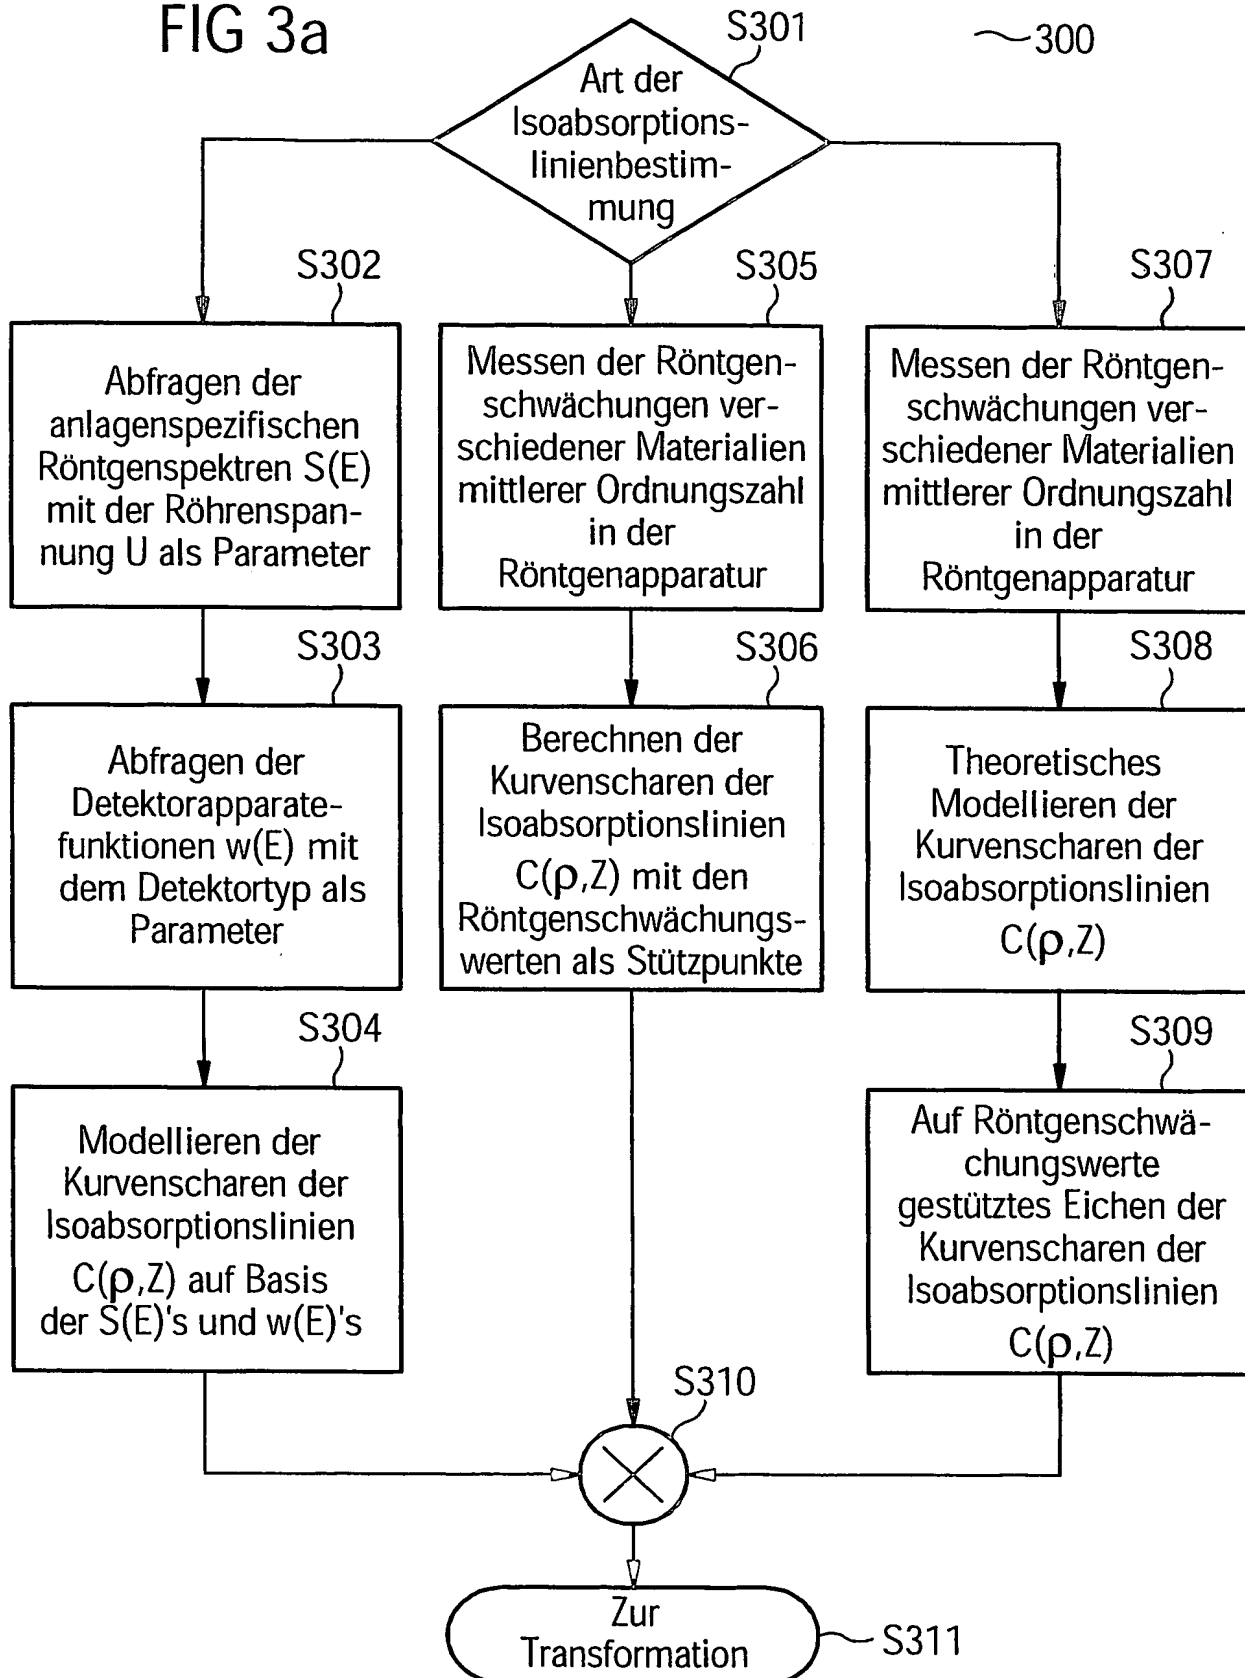 FIG 3a
300
S301
Art der
Isoabsorptions-
linienbestim-
mung
S302
Abfragen der
anlagenspezifischen
Röntgenspektren S(E)
mit der Röhrenspan-
nung U als Parameter
S303
Abfragen der
Detektorapparate-
funktionen w(E) mit
dem Detektortyp als
Parameter
S304
Modellieren der
Kurvenscharen der
Isoabsorptionslinien
C(ρ,Z) auf Basis
der S(E)'s und w(E)'s
S305
Messen der Röntgen-
schwächungen ver-
schiedener Materialien
mittlerer Ordnungszahl
in der
Röntgenapparatur
S306
Berechnen der
Kurvenscharen der
Isoabsorptionslinien
C(ρ,Z) mit den
Röntgenschwächungs-
werten als Stützpunkte
S307
Messen der Röntgen-
schwächungen ver-
schiedener Materialien
mittlerer Ordnungszahl
in der
Röntgenapparatur
S308
Theoretisches
Modellieren der
Kurvenscharen der
Isoabsorptionslinien
C(ρ,Z)
S309
Auf Röntgenschwä-
chungswerte
gestütztes Eichen der
Kurvenscharen der
Isoabsorptionslinien
C(ρ,Z)
S310
Zur
Transformation
S311